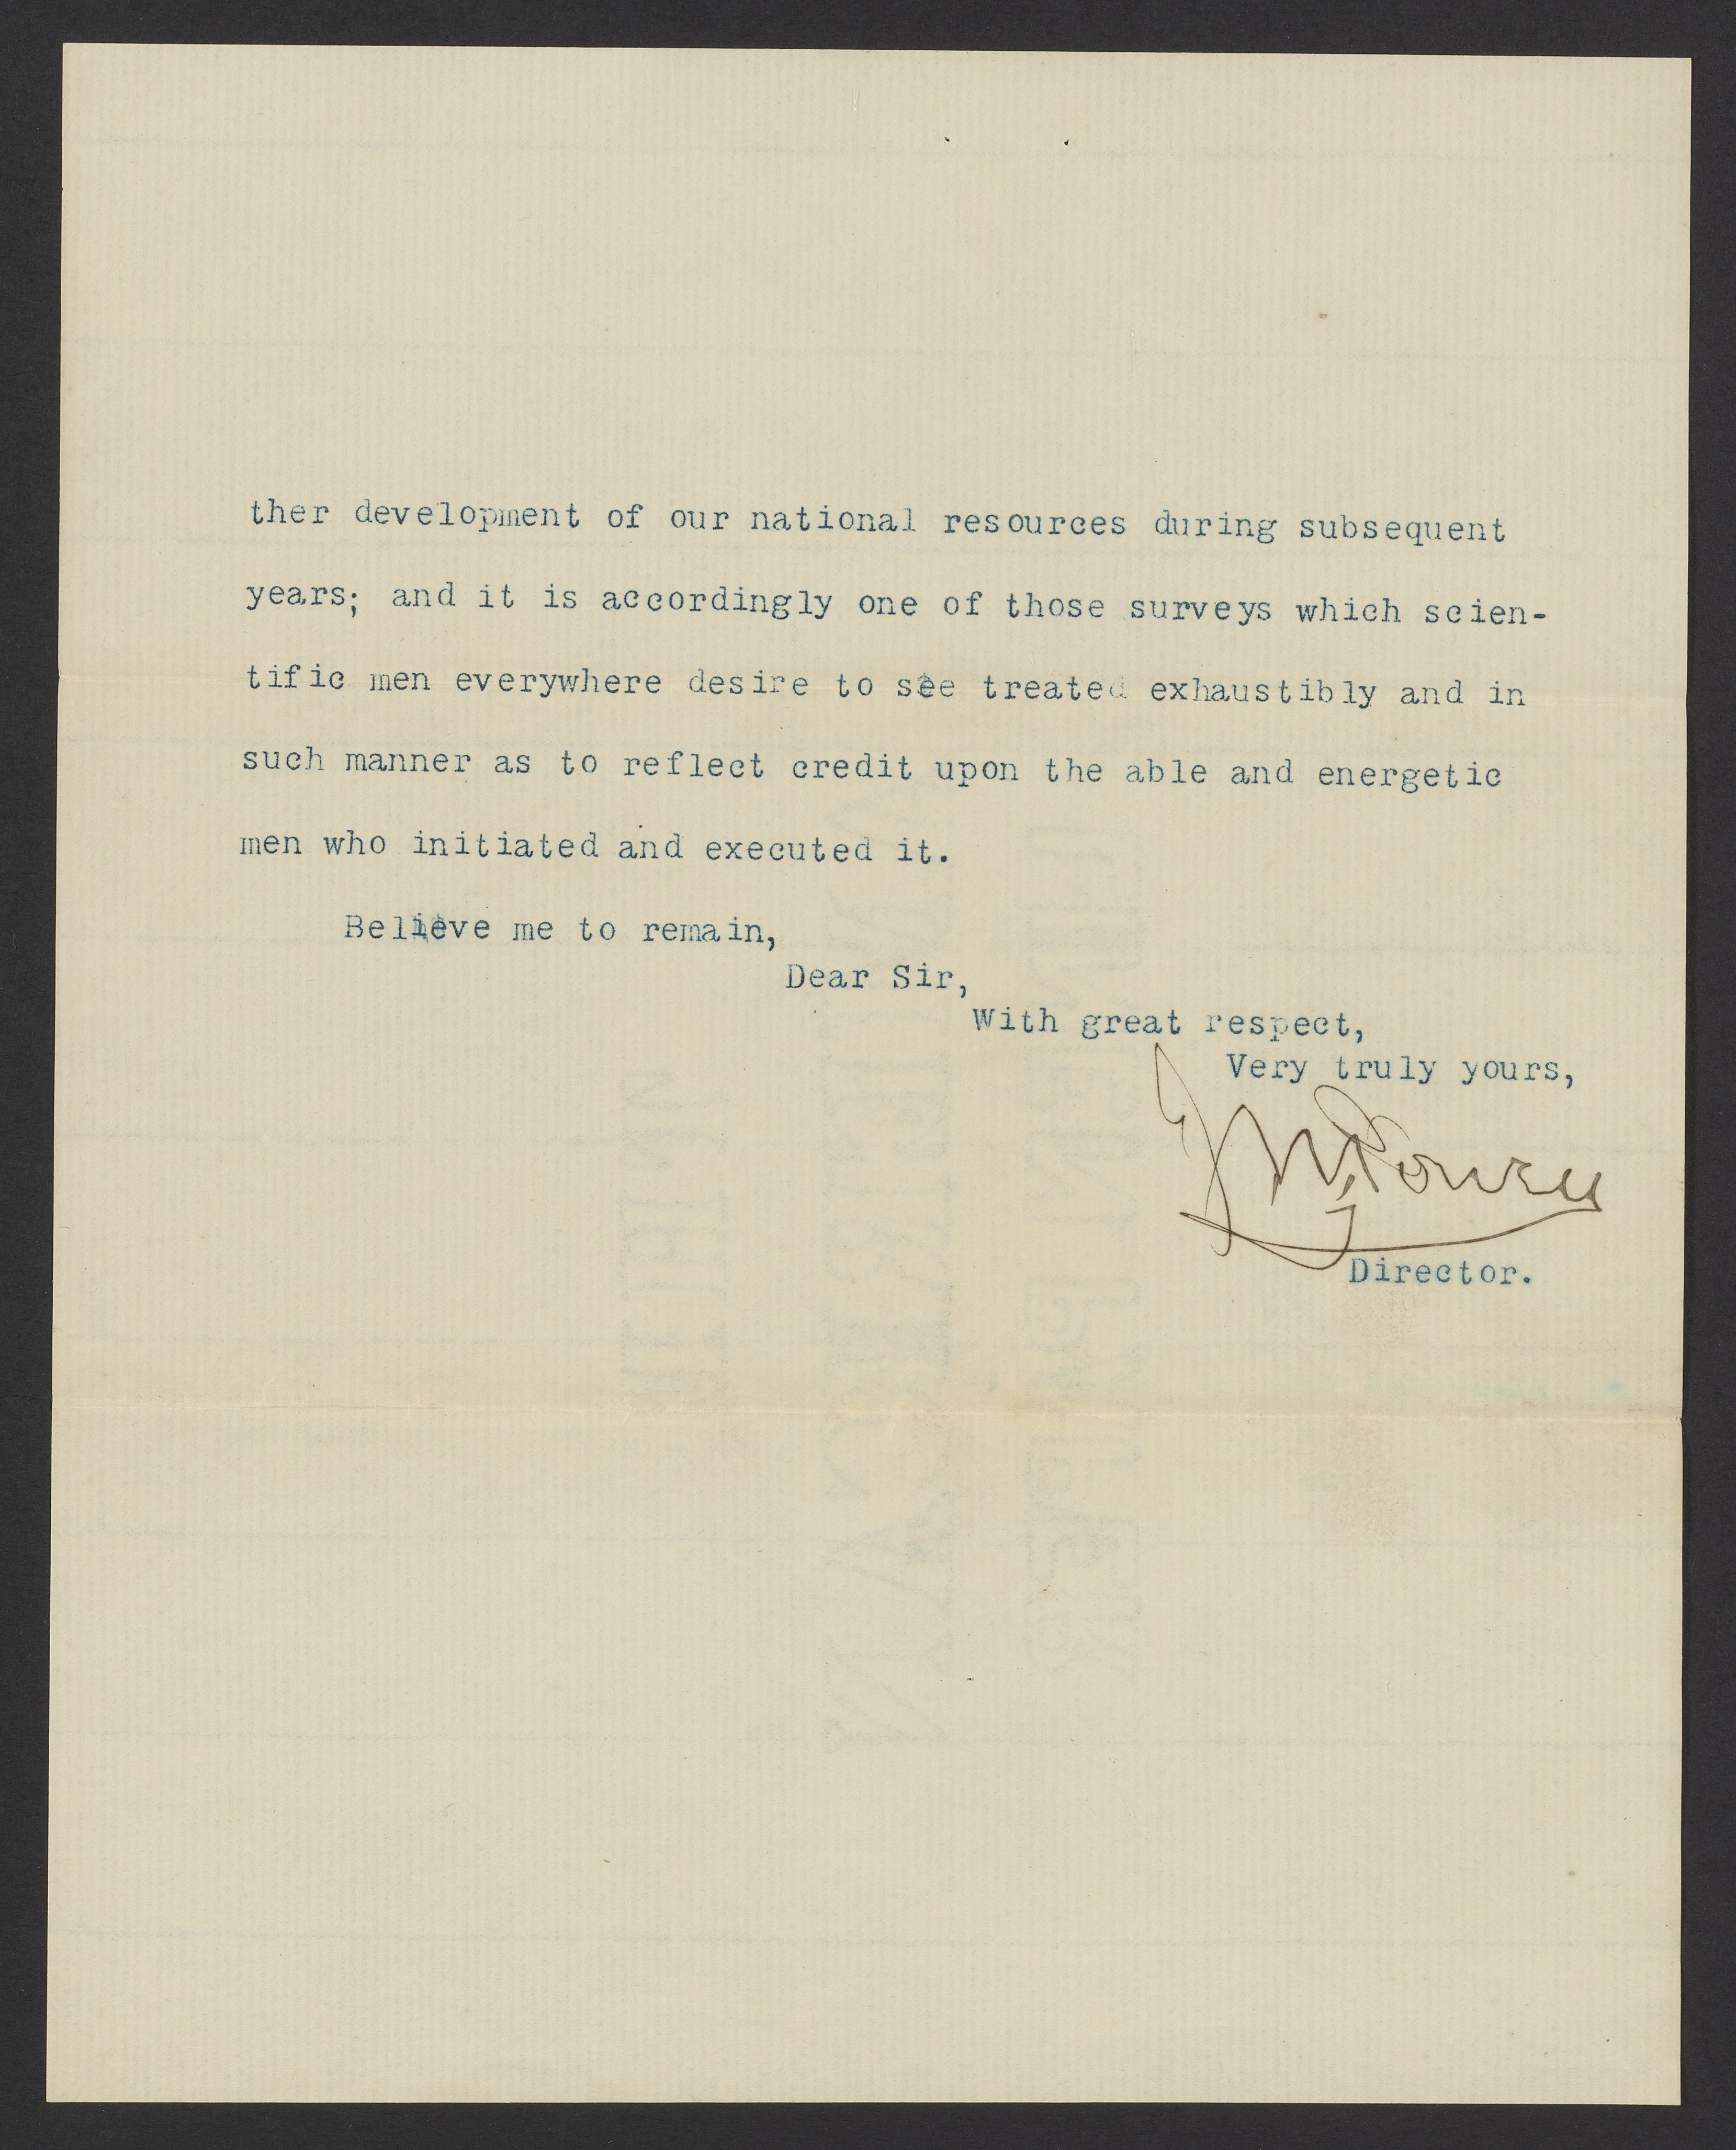 ther development of our national resources during subsequent
years; and it is accordingly one of those surveys which scien-
tific men everywhere desire to see treated exhaustibly and in
such manner as to reflect credit upon the able and energetic
men who initiated and executed it.
Believe me to remain,
Dear Sir,
With great respect,
Very truly yours,
J W. Powell
Director.